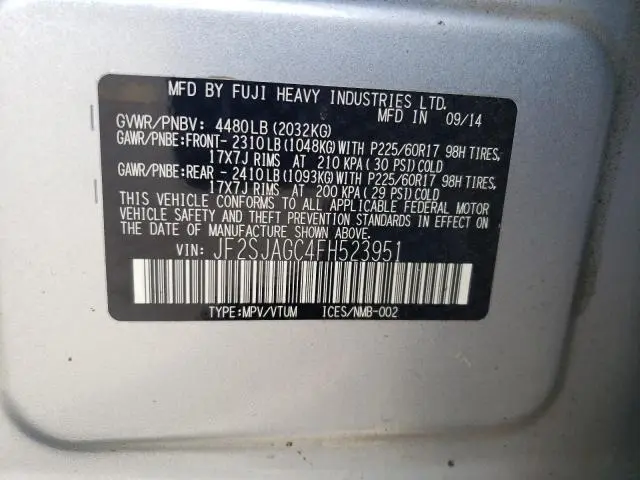 MFD BY FUJI HEAVY INDUSTRIES LTD.
MFD IN 09/14
GVWR/PNBV: 4480LB(2032KG)
GAWR/PNBE:FRONT-2310LB(1048KG)WITH P225/60R17 98H TIRES,
17X7J RIMS AT 210 KPA(30 PSI)COLD
GAWR/PNBE:REAR -2410LB(1093KG)WITH P225/60R17 98H TIRES,
17X7J RIMS AT 200 KPA(29 PSI)COLD
THIS VEHICLE CONFORMS TO ALL APPLICABLE FEDERAL MOTOR
VEHICLE SAFETY AND THEFT PREVENTION STANDARDS IN EFFECT ON
THE DATE OF MANUFACTURE SHOWN ABOVE.
VIN: JF2SJAGC4FH523951
TYPE:MPV/VTUM ICES/NMB-002